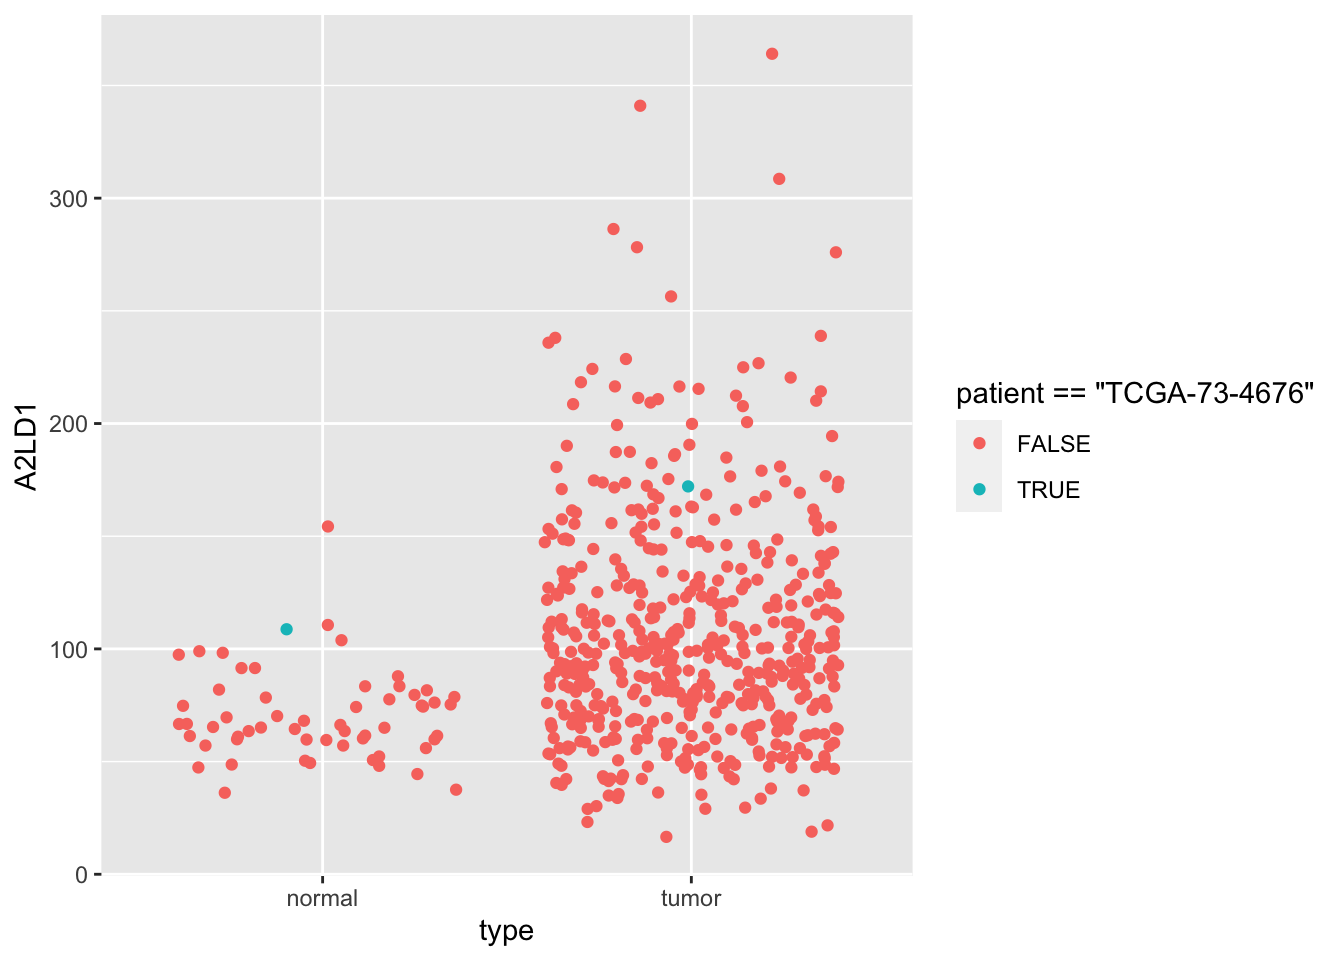 A2LD1
300
200
100
0
normal
tumor
type
patient == "TCGA-73-4676"
FALSE
TRUE